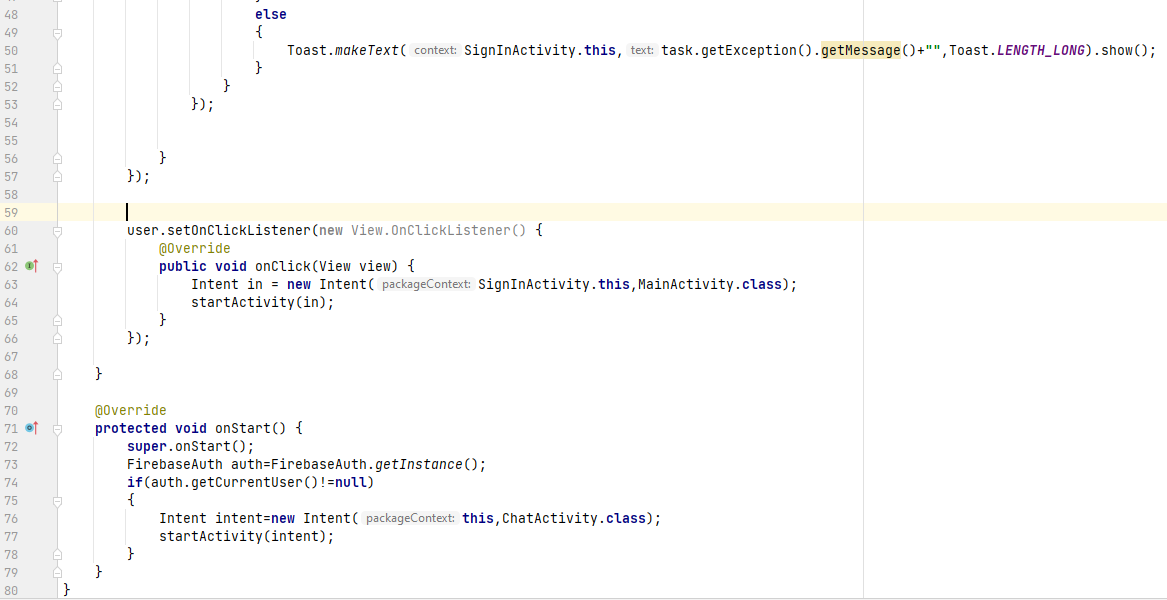 48 else
49 {
50 Toast.makeText( context: SignInActivity.this, text: task.getException().getMessage()+"",Toast.LENGTH_LONG).show();
51 }
52 }
53 });
54
55
56 }
57 });
58
59
60 user.setOnClickListener(new View.OnClickListener() {
61 @Override
62 public void onClick(View view) {
63 Intent in = new Intent( packageContext: SignInActivity.this,MainActivity.class);
64 startActivity(in);
65 }
66 });
67
68 }
69
70 @Override
71 protected void onStart() {
72 super.onStart();
73 FirebaseAuth auth=FirebaseAuth.getInstance();
74 if(auth.getCurrentUser()!=null)
75 {
76 Intent intent=new Intent( packageContext: this,ChatActivity.class);
77 startActivity(intent);
78 }
79 }
80 }